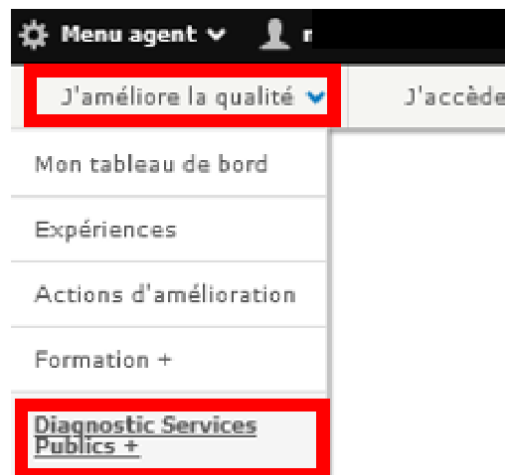 Menu agent
J'améliore la qualité J'accède
Mon tableau de bord
Expériences
Actions d'amélioration
Formation +
Diagnostic Services
Publics +